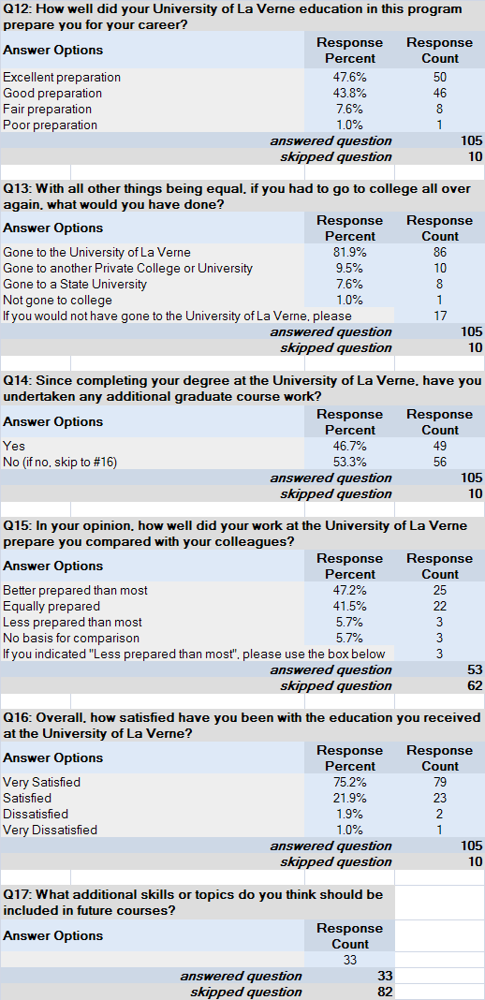 Q12: How well did your University of La Verne education in this program
prepare you for your career?
Answer Options Response Percent Response Count
Excellent preparation 47.6% 50
Good preparation 43.8% 46
Fair preparation 7.6% 8
Poor preparation 1.0% 1
answered question 105
skipped question 10
Q13: With all other things being equal, if you had to go to college all over
again, what would you have done?
Answer Options Response Percent Response Count
Gone to the University of La Verne 81.9% 86
Gone to another Private College or University 9.5% 10
Gone to a State University 7.6% 8
Not gone to college 1.0% 1
If you would not have gone to the University of La Verne, please 17
answered question 105
skipped question 10
Q14: Since completing your degree at the University of La Verne, have you
undertaken any additional graduate course work?
Answer Options Response Percent Response Count
Yes 46.7% 49
No (if no, skip to #16) 53.3% 56
answered question 105
skipped question 10
Q15: In your opinion, how well did your work at the University of La Verne
prepare you compared with your colleagues?
Answer Options Response Percent Response Count
Better prepared than most 47.2% 25
Equally prepared 41.5% 22
Less prepared than most 5.7% 3
No basis for comparison 5.7% 3
If you indicated "Less prepared than most", please use the box below 3
answered question 53
skipped question 62
Q16: Overall, how satisfied have you been with the education you received
at the University of La Verne?
Answer Options Response Percent Response Count
Very Satisfied 75.2% 79
Satisfied 21.9% 23
Dissatisfied 1.9% 2
Very Dissatisfied 1.0% 1
answered question 105
skipped question 10
Q17: What additional skills or topics do you think should be
included in future courses?
Answer Options Response Count
33
answered question 33
skipped question 82